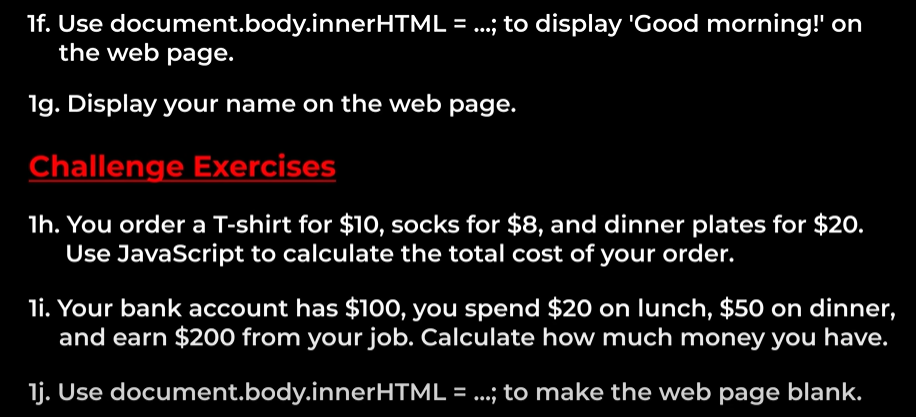 1f. Use document.body.innerHTML = ...; to display 'Good morning!' on
the web page.
1g. Display your name on the web page.
Challenge Exercises
1h. You order a T-shirt for $10, socks for $8, and dinner plates for $20.
Use JavaScript to calculate the total cost of your order.
1i. Your bank account has $100, you spend $20 on lunch, $50 on dinner,
and earn $200 from your job. Calculate how much money you have.
1j. Use document.body.innerHTML = ...; to make the web page blank.